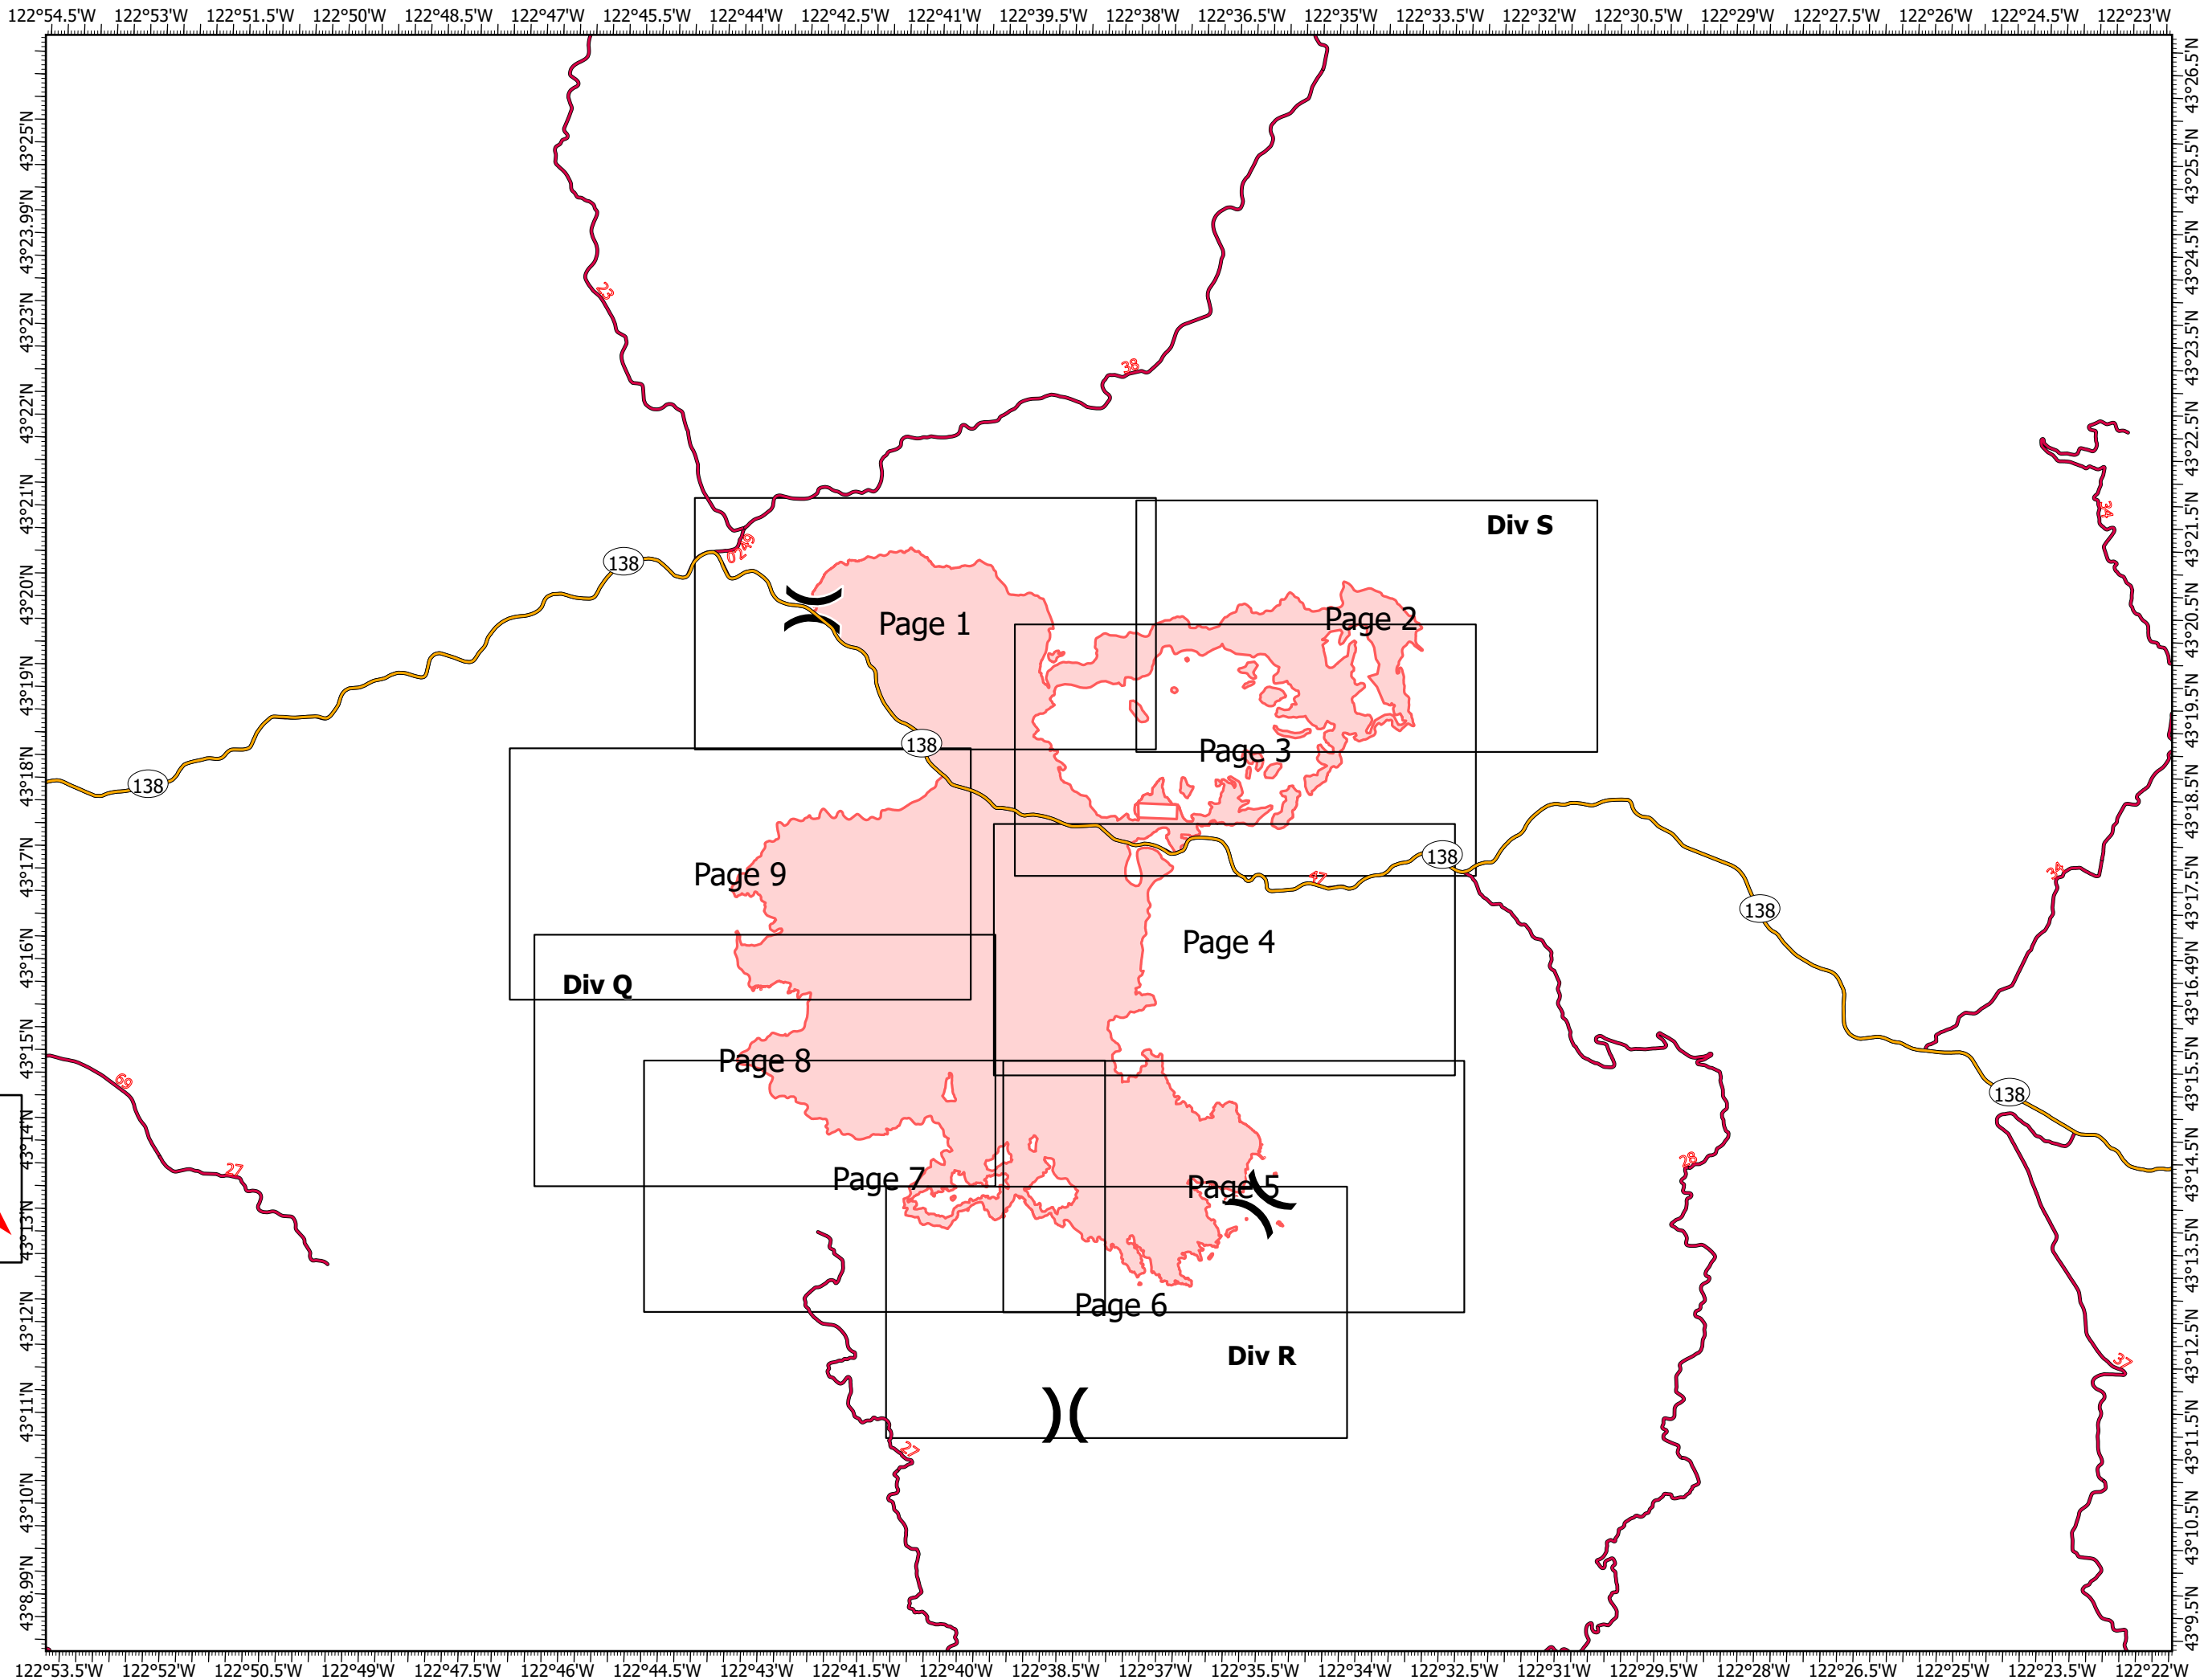 122°54.5'W 122°53'W 122°51.5'W 122°50'W 122°48.5'W 122°47'W 122°45.5'W 122°44'W 122°42.5'W 122°41'W 122°39.5'W 122°38'W 122°36.5'W 122°35'W 122°33.5'W 122°32'W 122°30.5'W 122°29'W 122°27.5'W 122°26'W 122°24.5'W 122°23'W
43°25'N
43°23.99'N
43°23'N
43°22'N
43°21'N
43°20'N
43°19'N
43°18'N
43°17'N
43°16'N
43°15'N
43°14'N
43°13'N
43°12'N
43°11'N
43°10'N
43°8.99'N
43°26.5'N
43°25.5'N
43°24.5'N
43°23.5'N
43°22.5'N
43°21.5'N
43°20.5'N
43°19.5'N
43°18.5'N
43°17.5'N
43°16.49'N
43°15.5'N
43°14.5'N
43°13.5'N
43°12.5'N
43°11.5'N
43°10.5'N
43°9.5'N
23
38
34
Div S
0249
138
Page 2
Page 1
138
Page 3
138
138
Page 9
47
34
138
Page 4
Div Q
Page 8
69
138
28
27
Page 7
Page 5
Page 6
Div R
37
27
122°53.5'W 122°52'W 122°50.5'W 122°49'W 122°47.5'W 122°46'W 122°44.5'W 122°43'W 122°41.5'W 122°40'W 122°38.5'W 122°37'W 122°35.5'W 122°34'W 122°32.5'W 122°31'W 122°29.5'W 122°28'W 122°26.5'W 122°25'W 122°23.5'W 122°22'W